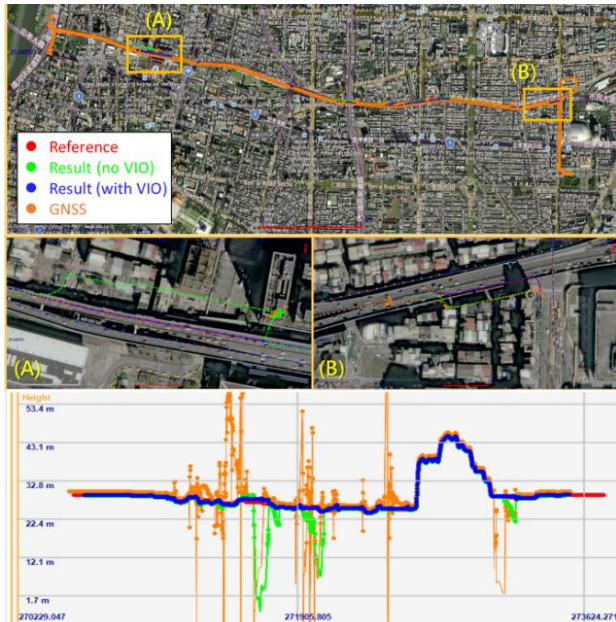 (A)
(B)
Reference
Result (no VIO)
Result (with VIO)
GNSS
(A)
(B)
Height
53.4 m
43.1 m
32.8 m
22.4 m
12.1 m
1.7 m
270229.047
271905.805
273624.271